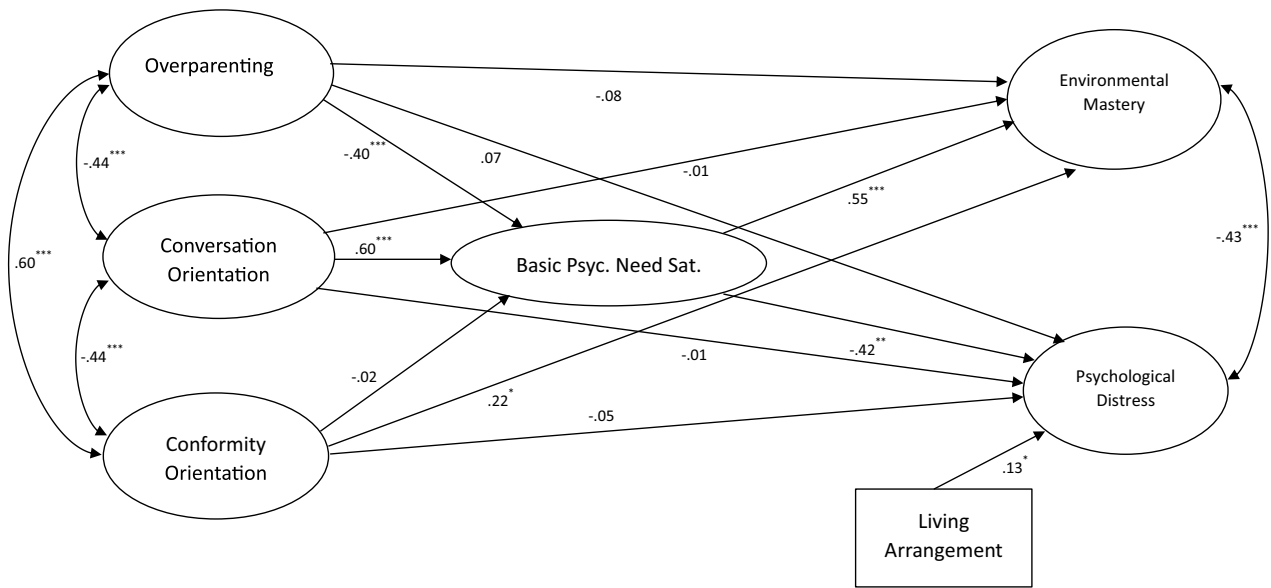 Overparenting
Environmental
Mastery
-.08
-.40***
.07
-.44***
-.01
.55***
Conversation
Orientation
.60***
Basic Psyc. Need Sat.
-.43***
.60***
-.44***
-.01
-.42**
-.02
.22*
-.05
Psychological
Distress
Conformity
Orientation
.13*
Living
Arrangement